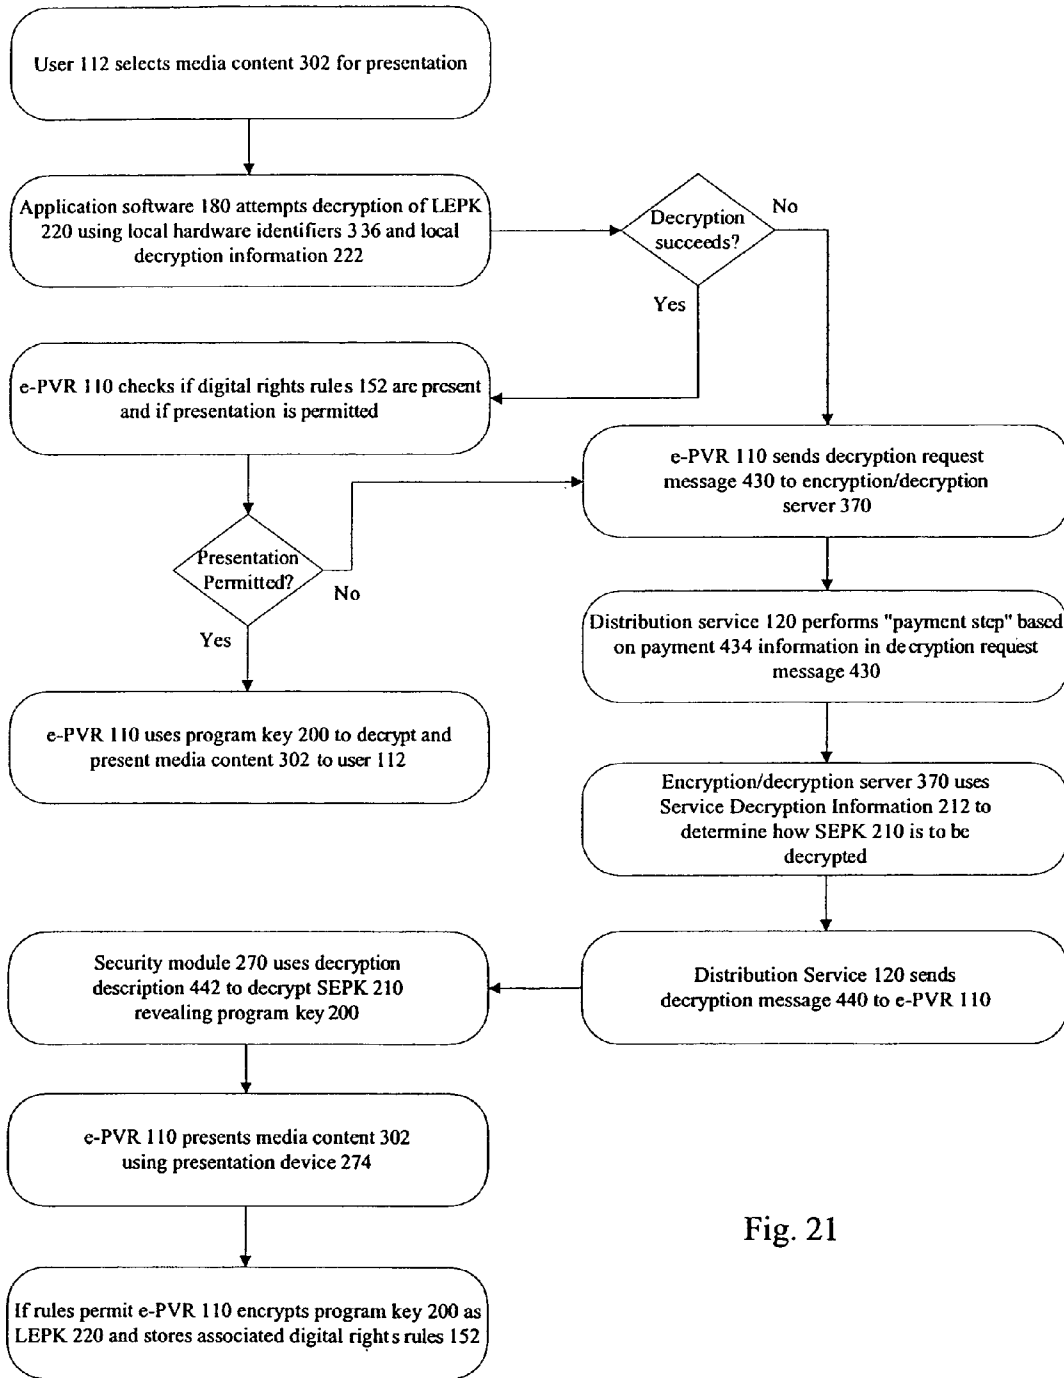 User 112 selects media content 302 for presentation
Application software 180 attempts decryption of LEPK
220 using local hardware identifiers 336 and local
decryption information 222
Decryption
succeeds?
No
Yes
e-PVR 110 checks if digital rights rules 152 are present
and if presentation is permitted
e-PVR 110 sends decryption request
message 430 to encryption/decryption
server 370
Presentation
Permitted?
No
Yes
Distribution service 120 performs "payment step" based
on payment 434 information in decryption request
message 430
e-PVR 110 uses program key 200 to decrypt and
present media content 302 to user 112
Encryption/decryption server 370 uses
Service Decryption Information 212 to
determine how SEPK 210 is to be
decrypted
Distribution Service 120 sends
decryption message 440 to e-PVR 110
Security module 270 uses decryption
description 442 to decrypt SEPK 210
revealing program key 200
e-PVR 110 presents media content 302
using presentation device 274
If rules permit e-PVR 110 encrypts program key 200 as
LEPK 220 and stores associated digital rights rules 152
Fig. 21